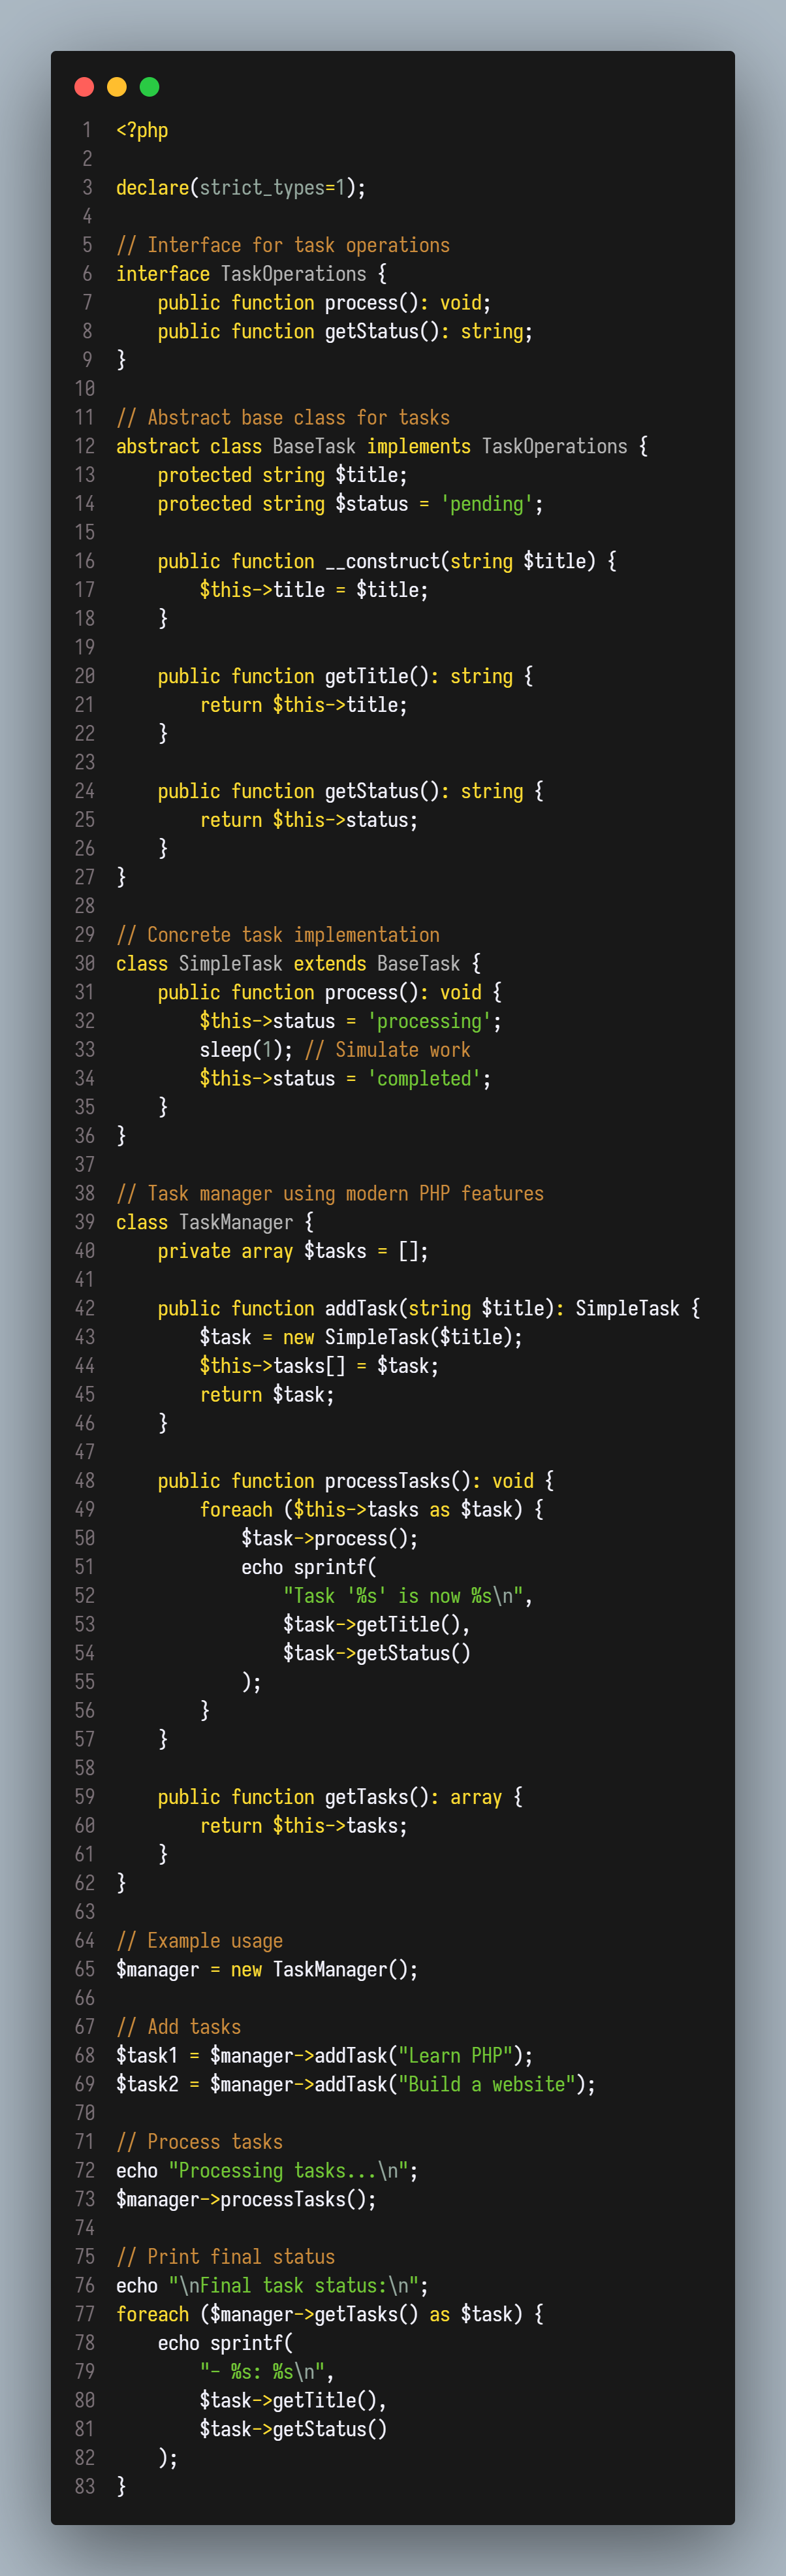 1 <?php
2
3 declare(strict_types=1);
4
5 // Interface for task operations
6 interface TaskOperations {
7     public function process(): void;
8     public function getStatus(): string;
9 }
10
11 // Abstract base class for tasks
12 abstract class BaseTask implements TaskOperations {
13     protected string $title;
14     protected string $status = 'pending';
15
16     public function __construct(string $title) {
17         $this->title = $title;
18     }
19
20     public function getTitle(): string {
21         return $this->title;
22     }
23
24     public function getStatus(): string {
25         return $this->status;
26     }
27 }
28
29 // Concrete task implementation
30 class SimpleTask extends BaseTask {
31     public function process(): void {
32         $this->status = 'processing';
33         sleep(1); // Simulate work
34         $this->status = 'completed';
35     }
36 }
37
38 // Task manager using modern PHP features
39 class TaskManager {
40     private array $tasks = [];
41
42     public function addTask(string $title): SimpleTask {
43         $task = new SimpleTask($title);
44         $this->tasks[] = $task;
45         return $task;
46     }
47
48     public function processTasks(): void {
49         foreach ($this->tasks as $task) {
50             $task->process();
51             echo sprintf(
52                 "Task '%s' is now %s\n",
53                 $task->getTitle(),
54                 $task->getStatus()
55             );
56         }
57     }
58
59     public function getTasks(): array {
60         return $this->tasks;
61     }
62 }
63
64 // Example usage
65 $manager = new TaskManager();
66
67 // Add tasks
68 $task1 = $manager->addTask("Learn PHP");
69 $task2 = $manager->addTask("Build a website");
70
71 // Process tasks
72 echo "Processing tasks...\n";
73 $manager->processTasks();
74
75 // Print final status
76 echo "\nFinal task status:\n";
77 foreach ($manager->getTasks() as $task) {
78     echo sprintf(
79         "- %s: %s\n",
80         $task->getTitle(),
81         $task->getStatus()
82     );
83 }